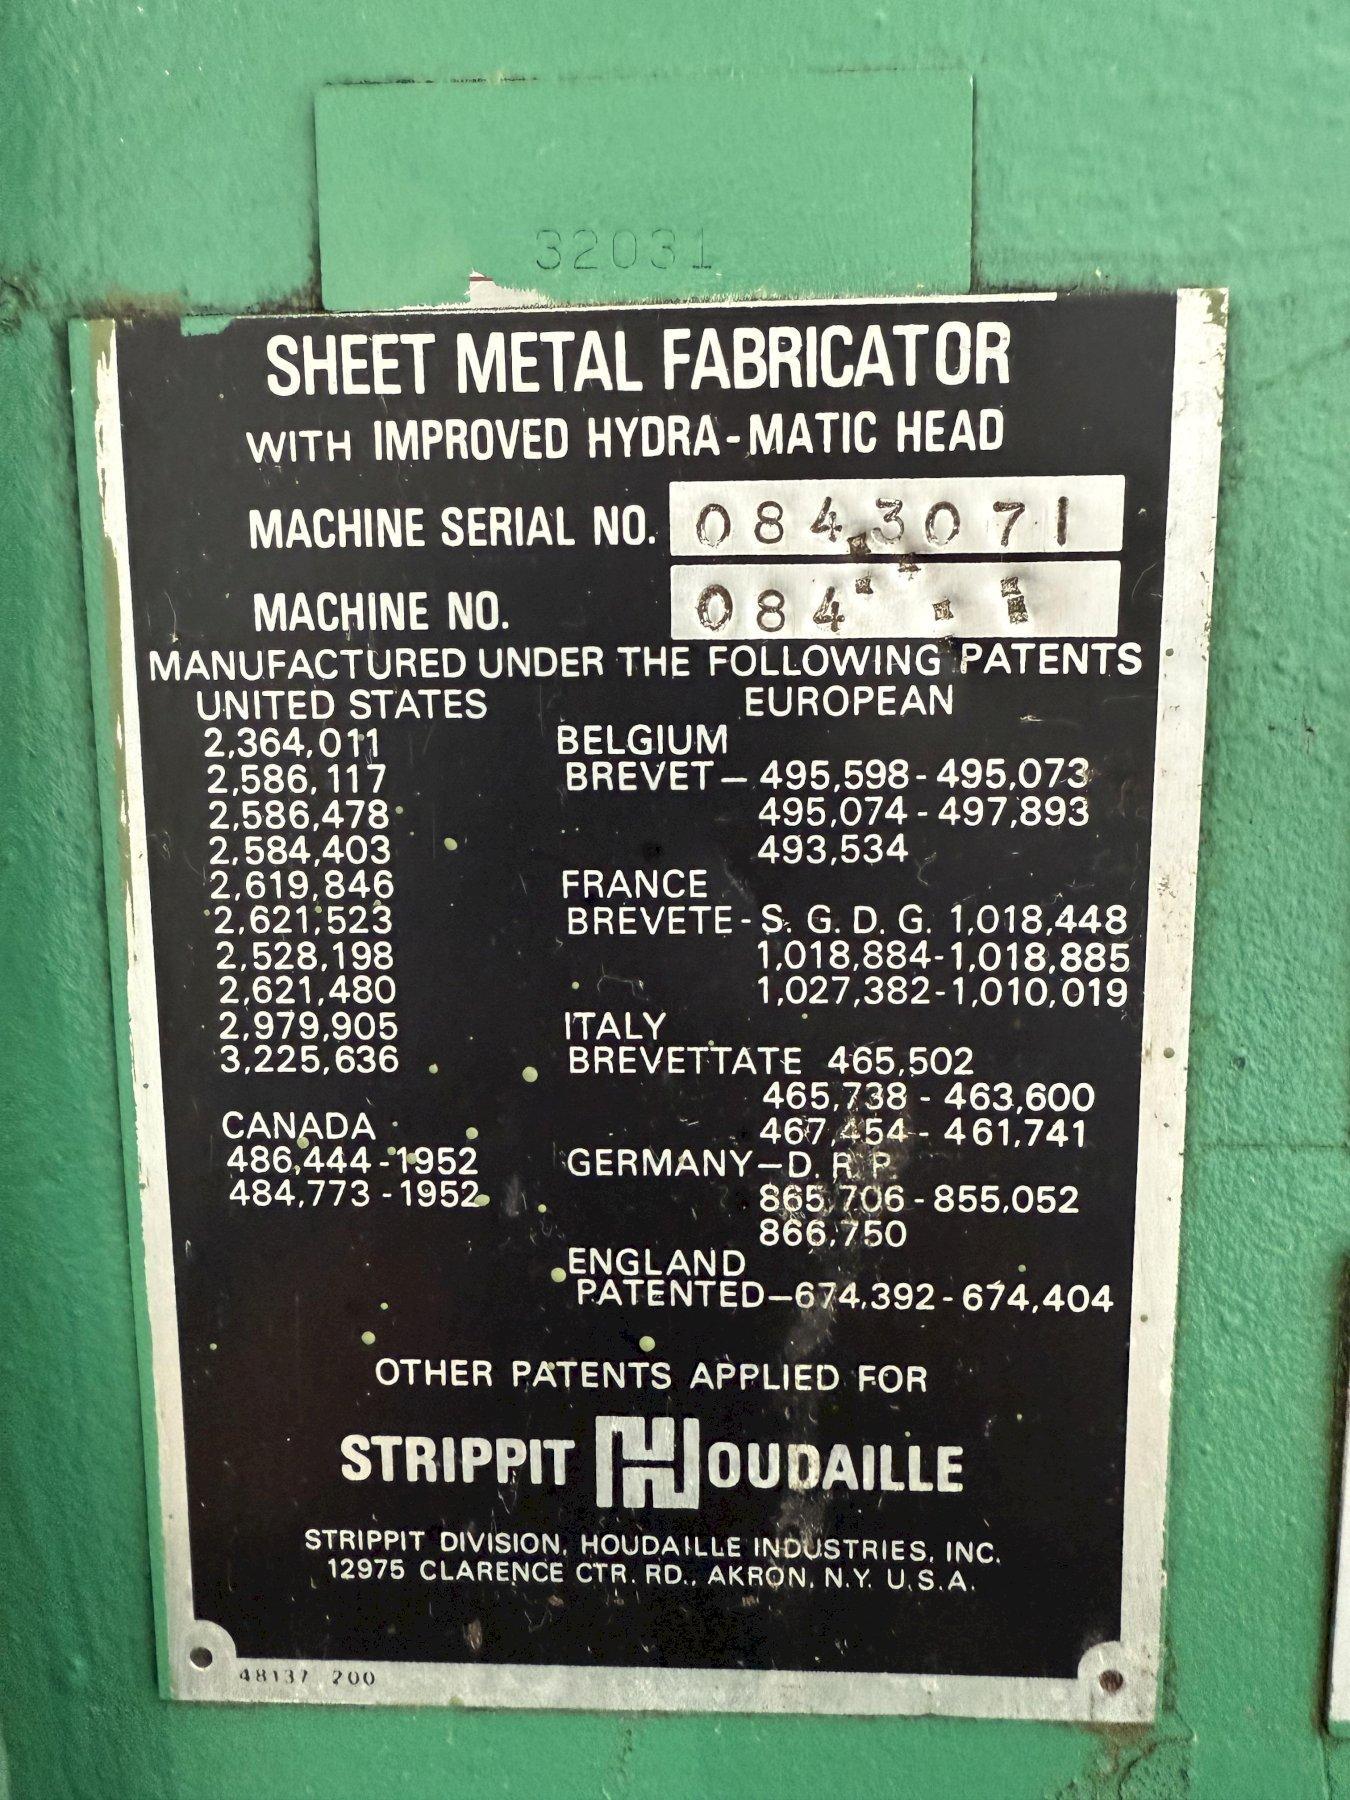 32031
SHEET METAL FABRICATOR
WITH IMPROVED HYDRA-MATIC HEAD
MACHINE SERIAL NO. 0843071
MACHINE NO. 084
MANUFACTURED UNDER THE FOLLOWING PATENTS
UNITED STATES
2,364,011
2,586,117
2,586,478
2,584,403
2,619,846
2,621,523
2,528,198
2,621,480
2,979,905
3,225,636
CANADA
486,444-1952
484,773-1952
EUROPEAN
BELGIUM
BREVET- 495,598-495,073
495,074-497,893
493,534
FRANCE
BREVETE-S. G. D. G. 1,018,448
1,018,884-1,018,885
1,027,382-1,010,019
ITALY
BREVETTATE 465,502
465,738-463,600
467,454-461,741
GERMANY-D. R. P.
865,706-855,052
866,750
ENGLAND
PATENTED-674,392-674,404
OTHER PATENTS APPLIED FOR
STRIPPIT HOUDAILLE
STRIPPIT DIVISION, HOUDAILLE INDUSTRIES, INC.
12975 CLARENCE CTR. RD., AKRON, N.Y. U.S.A.
48137 200